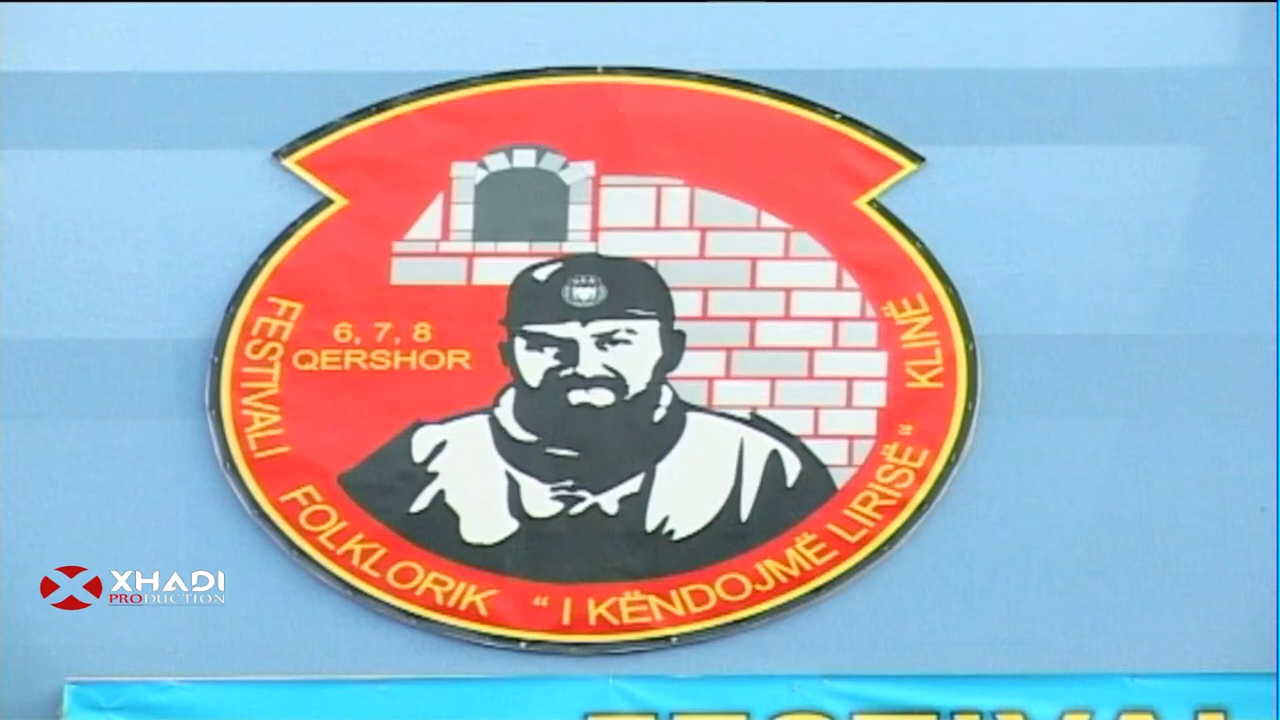 6, 7, 8
QERSHOR
FESTIVALI FOLKLORIK “ I KËNDOJMË LIRISË “ KLINË
XHADI
PRODUCTION